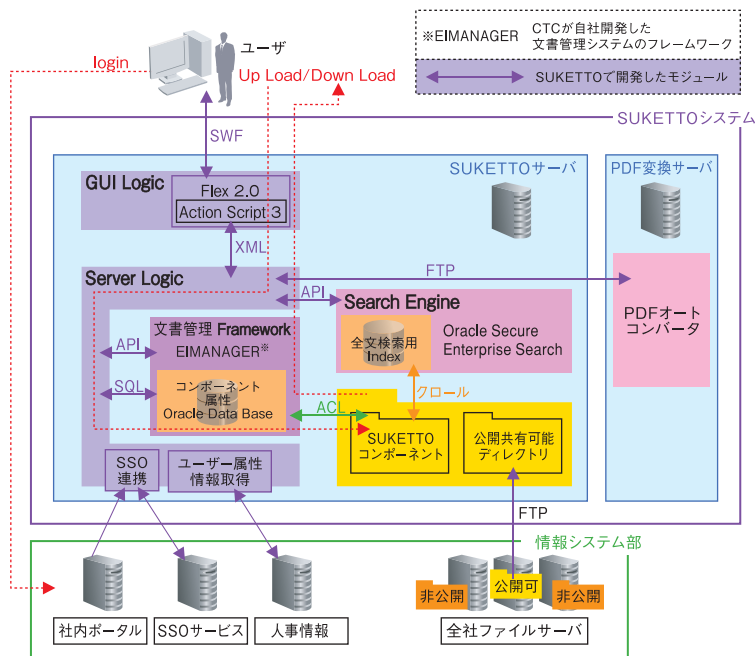 ※EIMANAGER
CTCが自社開発した
文書管理システムのフレームワーク
SUKETTOで開発したモジュール
ユーザ
login
Up Load/Down Load
SWF
SUKETTOシステム
SUKETTOサーバ
PDF変換サーバ
GUI Logic
Flex 2.0
Action Script 3
XML
Server Logic
FTP
API
Search Engine
全文検索用
Index
Oracle Secure
Enterprise Search
PDFオート
コンバータ
文書管理 Framework
EIMANAGER※
API
SQL
コンポーネント
属性
Oracle Data Base
クロール
ACL
SUKETTO
コンポーネント
公開共有可能
ディレクトリ
SSO
連携
ユーザー属性
情報取得
FTP
情報システム部
非公開
公開可
非公開
社内ポータル
SSOサービス
人事情報
全社ファイルサーバ